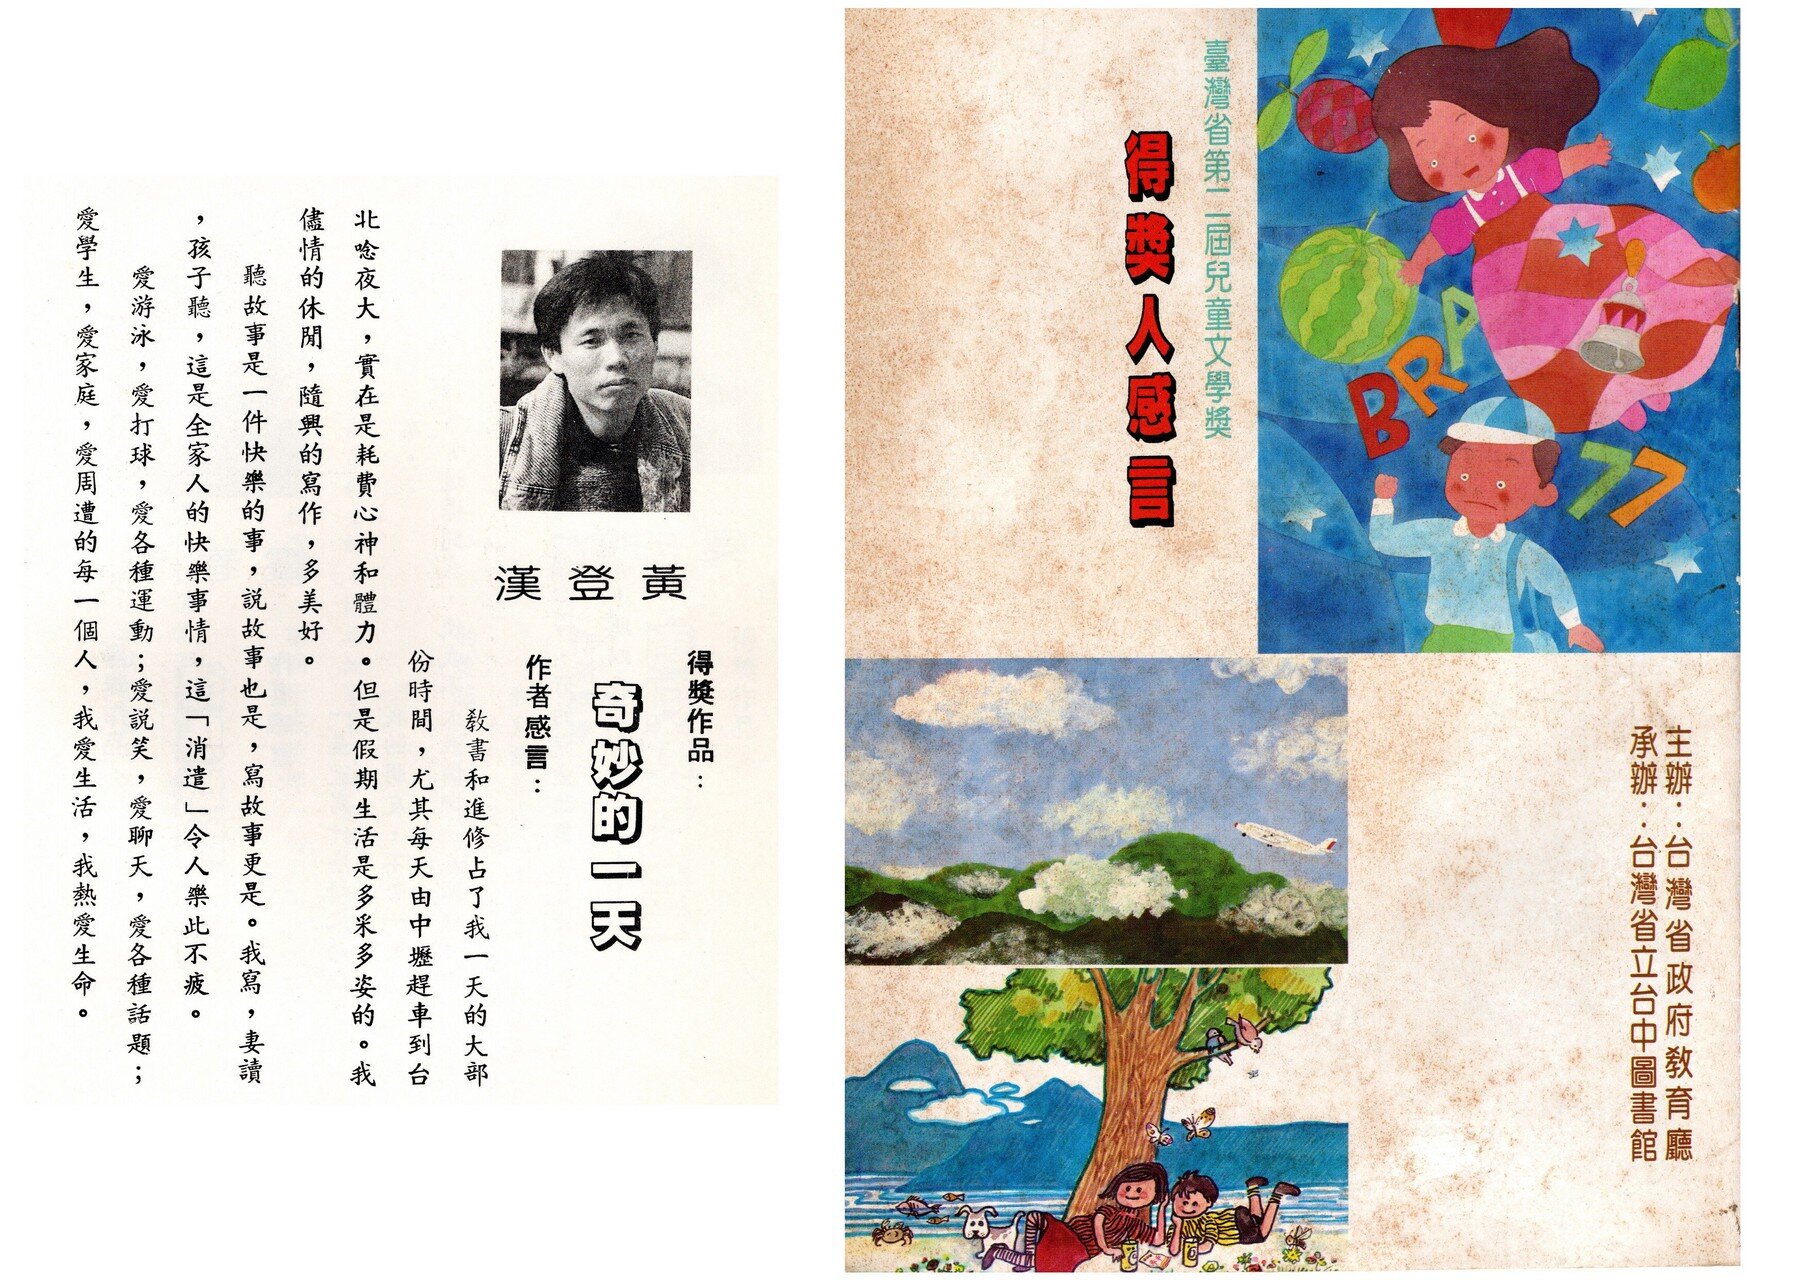 黃登漢
得獎作品：
奇妙的一天
作者感言：
教書和進修占了我一天的大部
份時間，尤其每天由中壢趕車到台
北唸夜大，實在是耗費心神和體力。但是假期生活是多采多姿的。我
儘情的休閒，隨興的寫作，多美好。
聽故事是一件快樂的事，説故事也是，寫故事更是。我寫，妻讀
，孩子聽，這是全家人的快樂事情，這「消遣」令人樂此不疲。
愛游泳，愛打球，愛各種運動；愛説笑，愛聊天，愛各種話題；
愛學生，愛家庭，愛周遭的每一個人，我愛生活，我熱愛生命。
臺灣省第二屆兒童文學獎
得獎人感言
BRA
77
主辦：台灣省政府教育廳
承辦：台灣省立台中圖書館